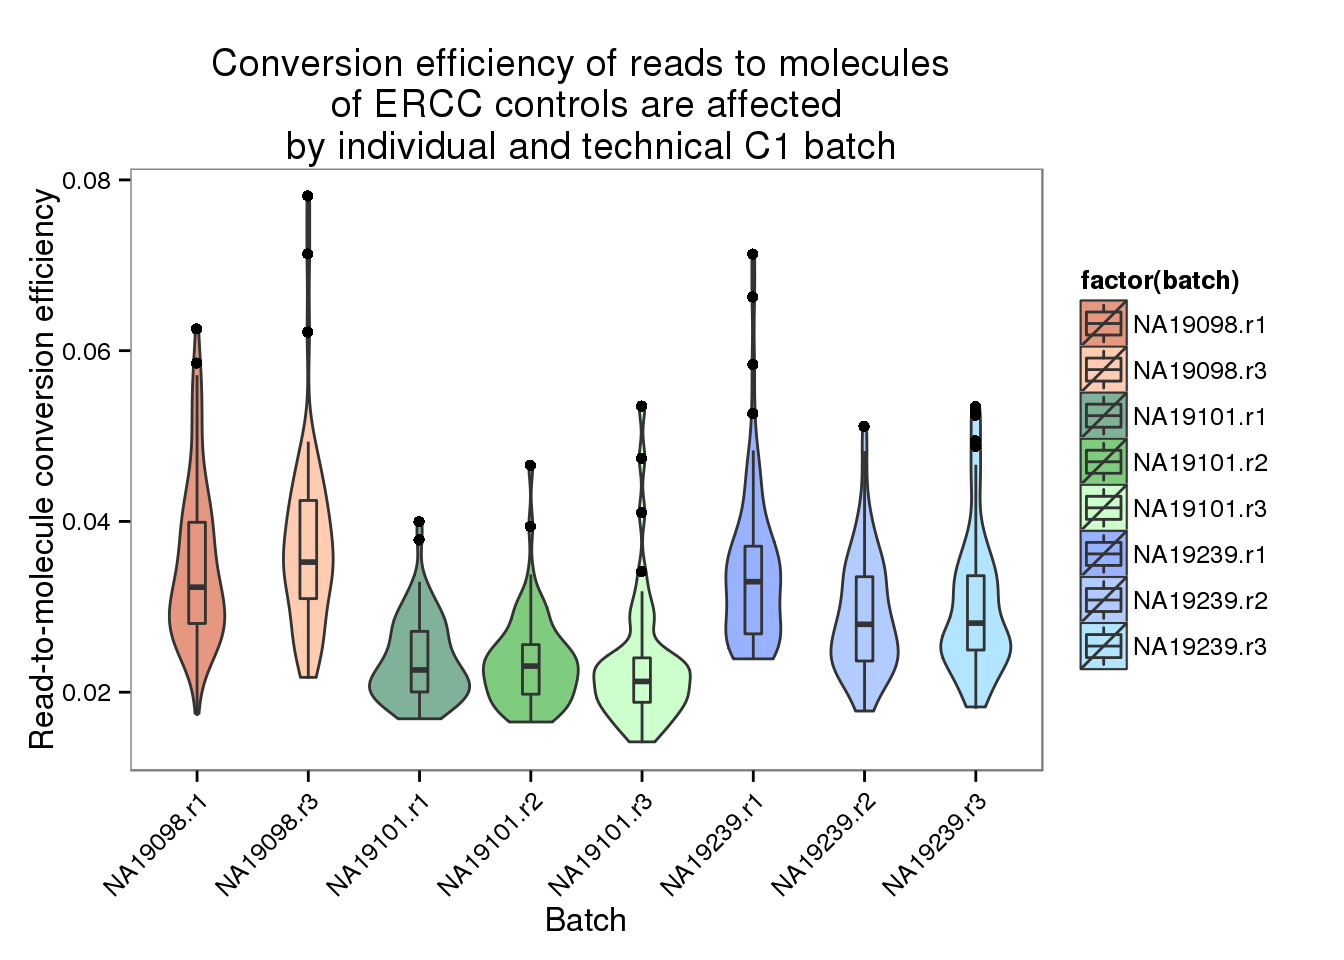 Conversion efficiency of reads to molecules
of ERCC controls are affected
by individual and technical C1 batch
Read-to-molecule conversion efficiency
0.08
0.06
0.04
0.02
NA19098.r1
NA19098.r3
NA19101.r1
NA19101.r2
NA19101.r3
NA19239.r1
NA19239.r2
NA19239.r3
Batch
factor(batch)
NA19098.r1
NA19098.r3
NA19101.r1
NA19101.r2
NA19101.r3
NA19239.r1
NA19239.r2
NA19239.r3